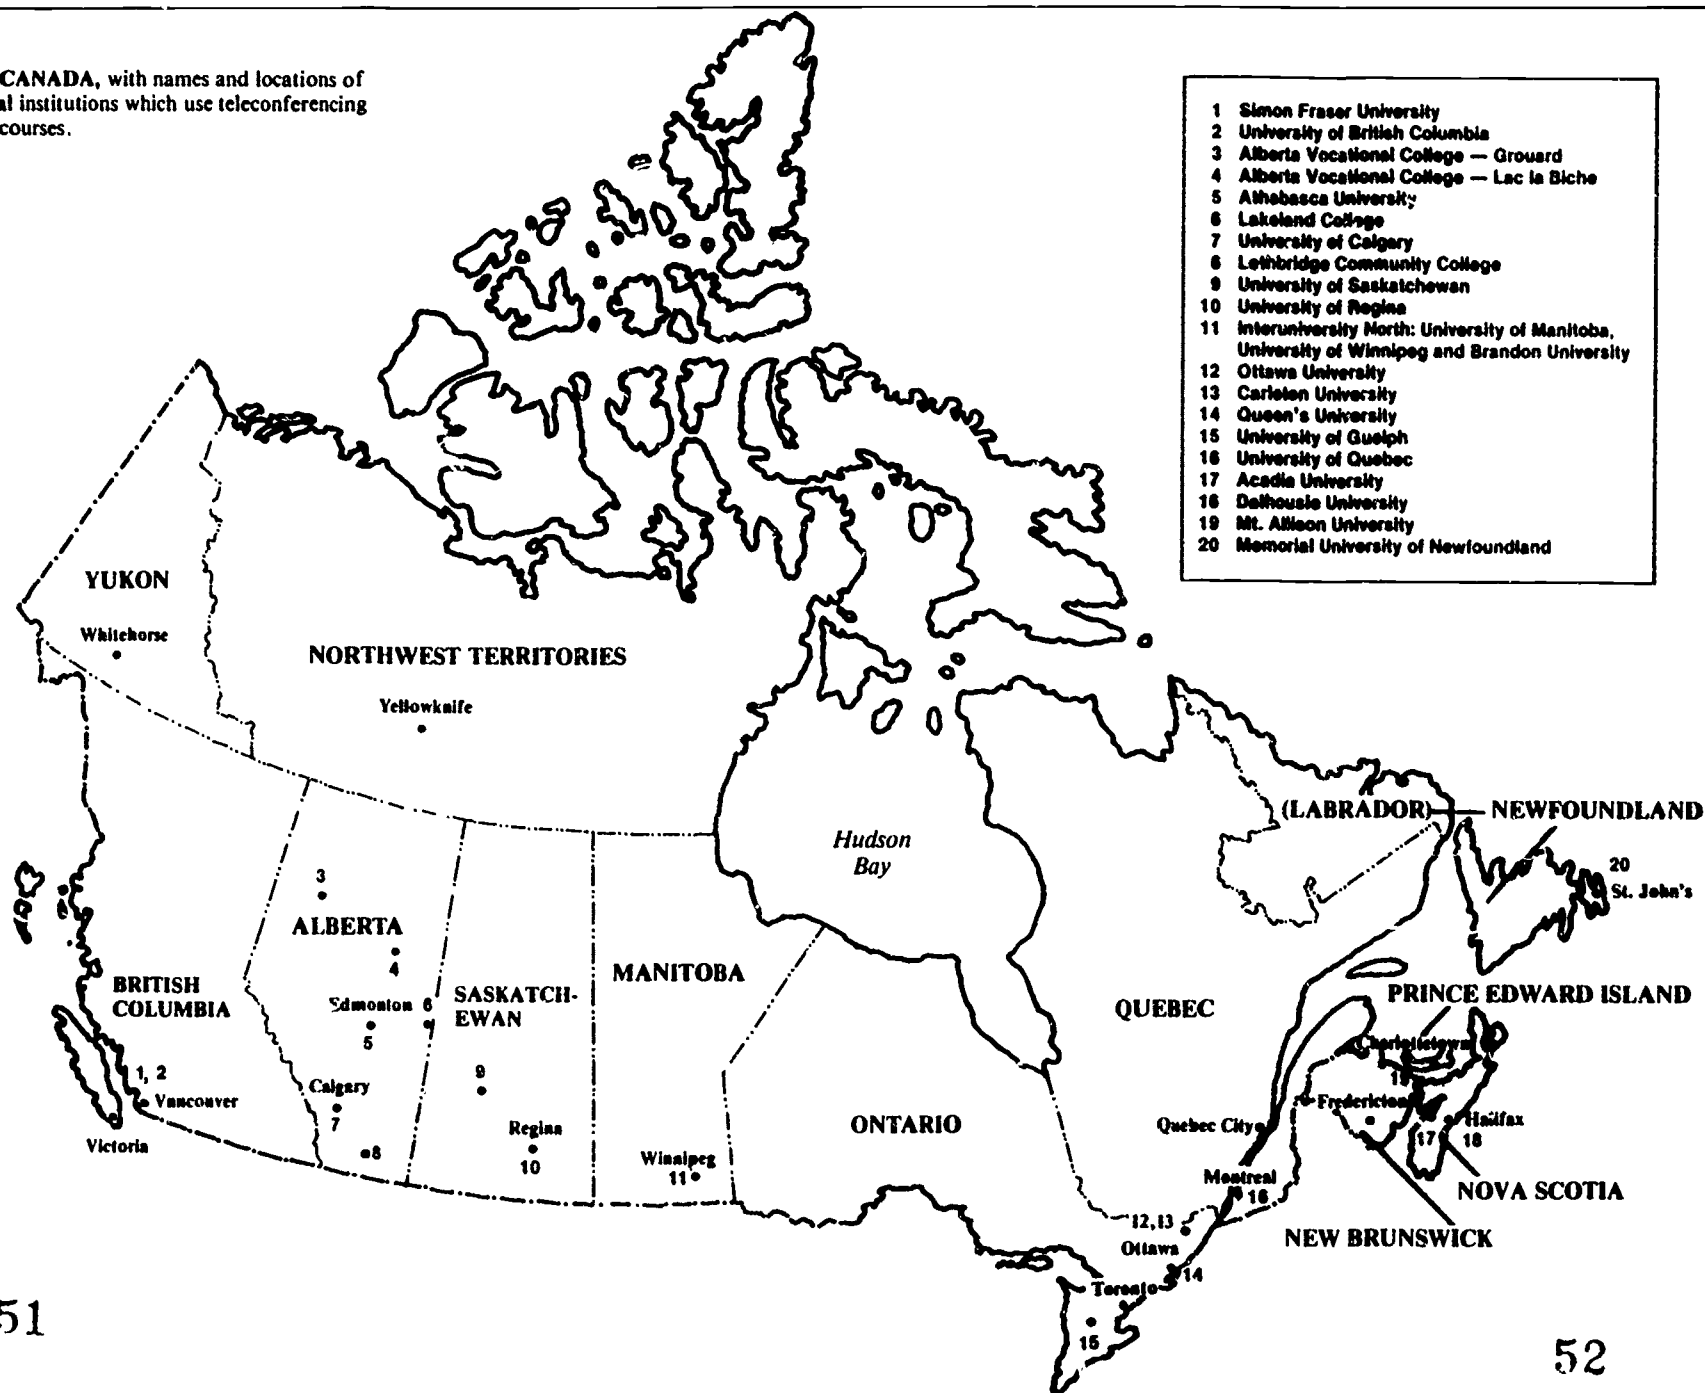 CANADA, with names and locations of
al institutions which use teleconferencing
courses.
1 Simon Fraser University
2 University of British Columbia
3 Alberta Vocational College — Grouard
4 Alberta Vocational College — Lac la Biche
5 Athabasca University
6 Lakeland College
7 University of Calgary
8 Lethbridge Community College
9 University of Saskatchewan
10 University of Regina
11 Interuniversity North: University of Manitoba,
University of Winnipeg and Brandon University
12 Ottawa University
13 Carleton University
14 Queen's University
15 University of Guelph
16 University of Quebec
17 Acadia University
18 Dalhousie University
19 Mt. Allison University
20 Memorial University of Newfoundland
YUKON
Whitehorse
NORTHWEST TERRITORIES
Yellowknife
Hudson
Bay
(LABRADOR)
NEWFOUNDLAND
20
St. John's
3
ALBERTA
4
BRITISH
COLUMBIA
Edmonton
5
6
SASKATCH-
EWAN
MANITOBA
QUEBEC
PRINCE EDWARD ISLAND
Charlottetown
19
1, 2
Vancouver
Victoria
Calgary
7
8
9
Regina
10
Winnipeg
11
ONTARIO
Quebec City
Fredericton
Halifax
17
18
Montreal
16
NOVA SCOTIA
NEW BRUNSWICK
12,13
Ottawa
14
Toronto
15
51
52